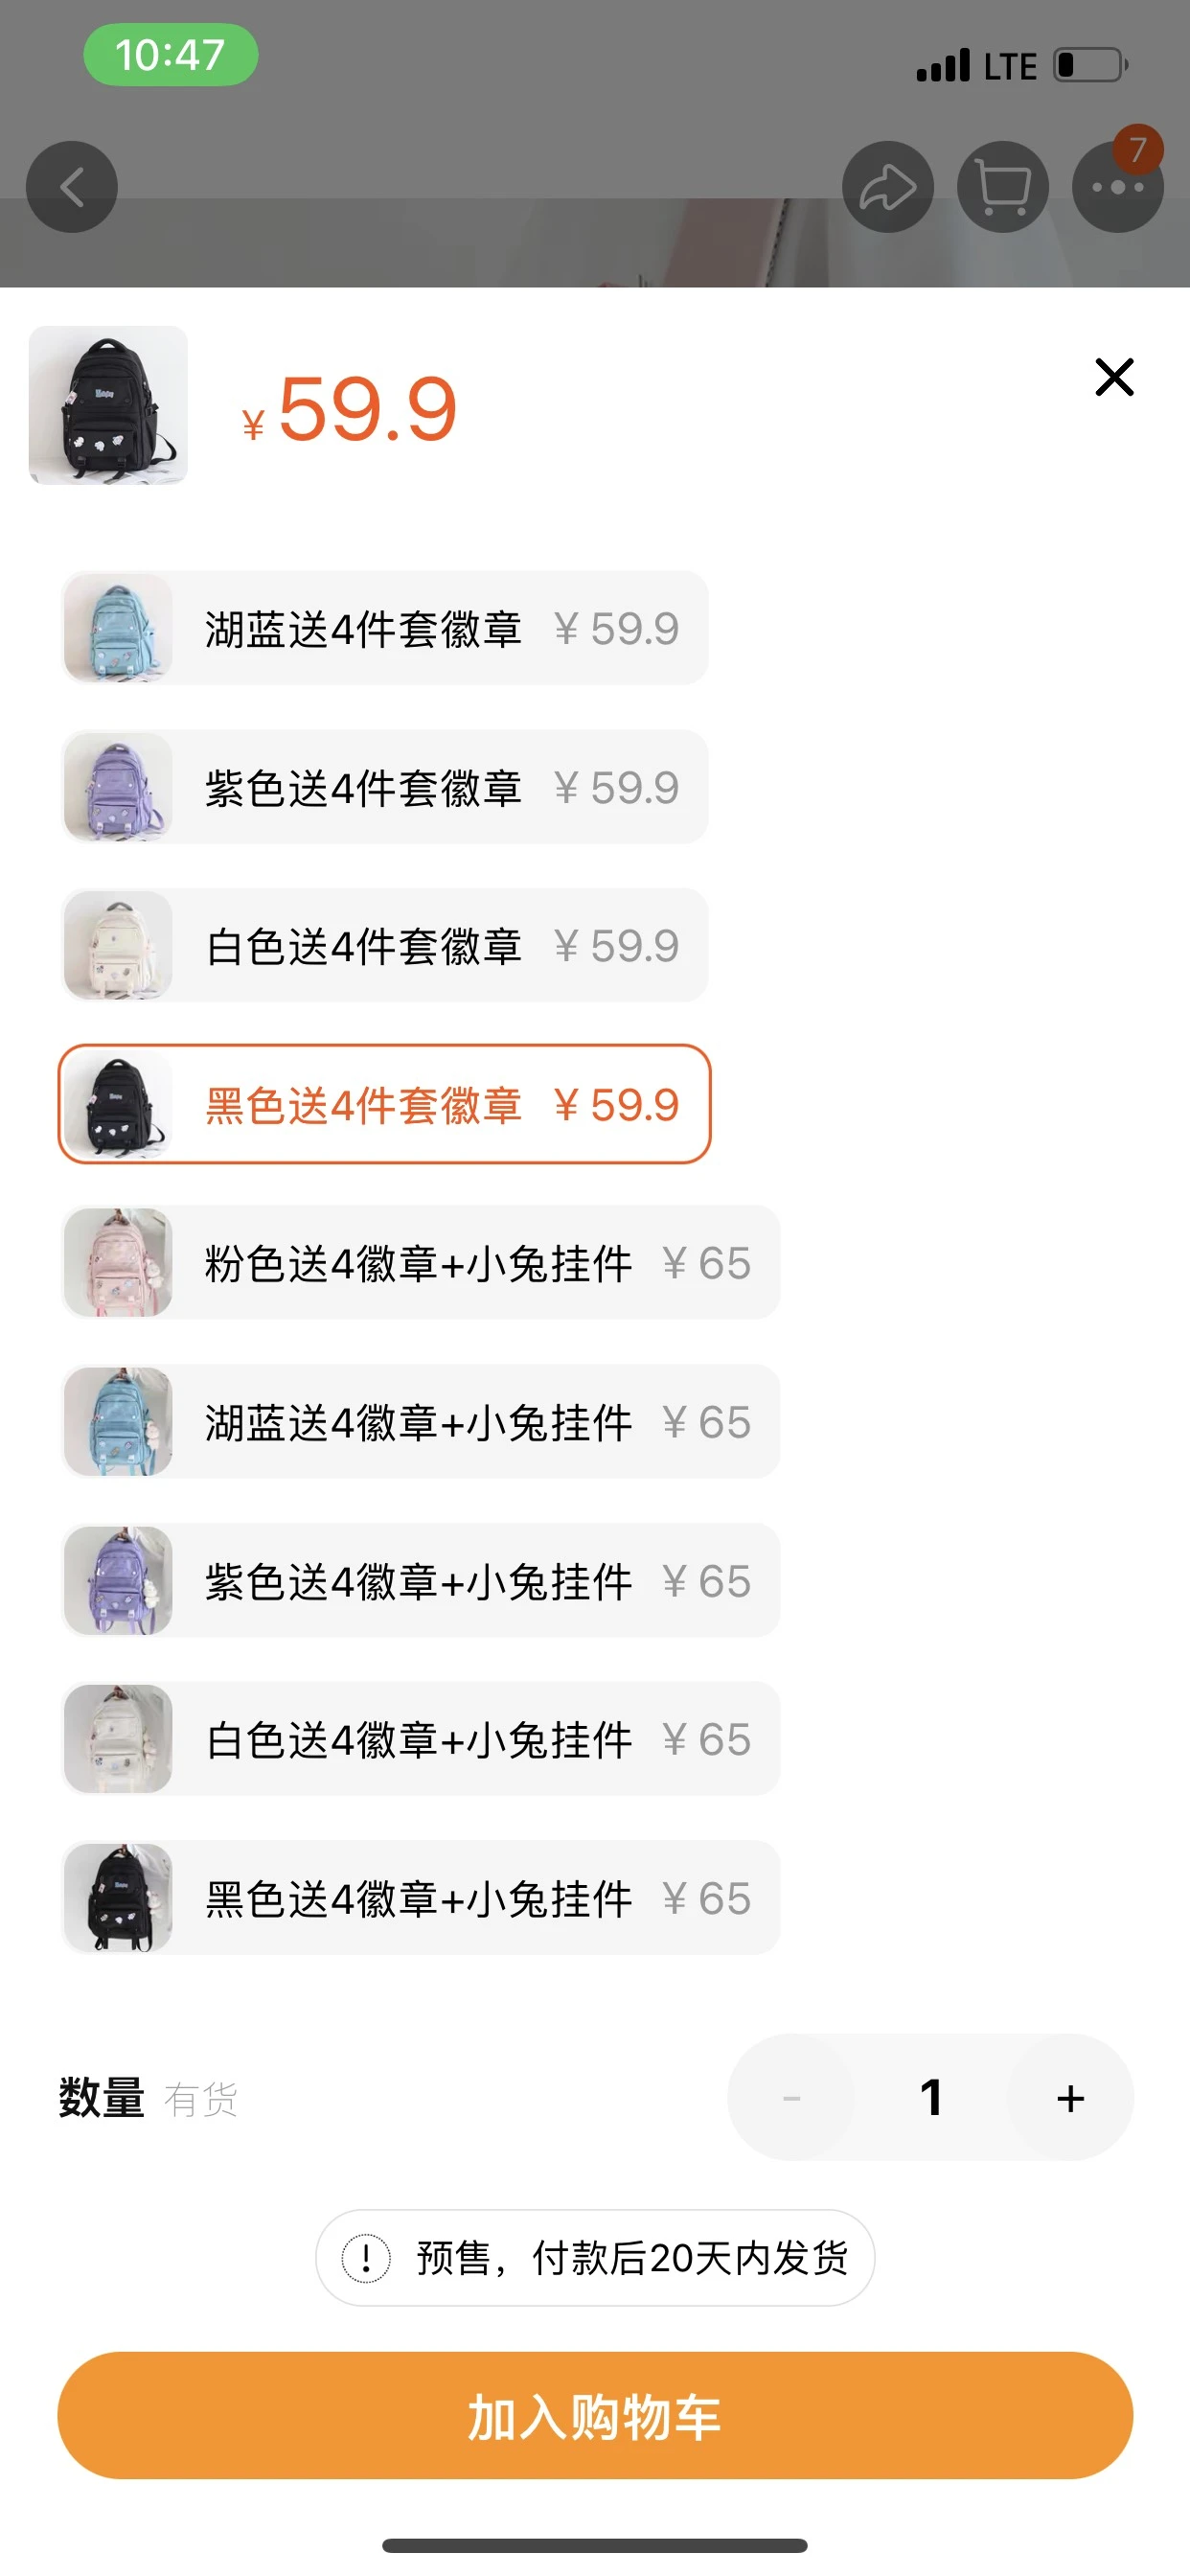 10:47
LTE
7
¥59.9
湖蓝送4件套徽章 ¥59.9
紫色送4件套徽章 ¥59.9
白色送4件套徽章 ¥59.9
黑色送4件套徽章 ¥59.9
粉色送4徽章+小兔挂件 ¥65
湖蓝送4徽章+小兔挂件 ¥65
紫色送4徽章+小兔挂件 ¥65
白色送4徽章+小兔挂件 ¥65
黑色送4徽章+小兔挂件 ¥65
数量 有货
- 1 +
! 预售，付款后20天内发货
加入购物车